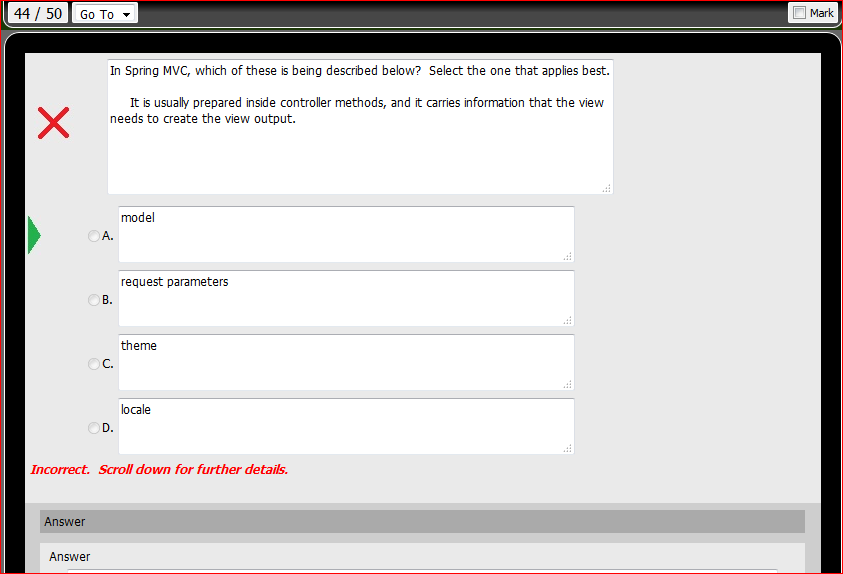 44 / 50 Go To Mark
In Spring MVC, which of these is being described below?  Select the one that applies best.
It is usually prepared inside controller methods, and it carries information that the view
needs to create the view output.
A. model
B. request parameters
C. theme
D. locale
Incorrect.  Scroll down for further details.
Answer
Answer